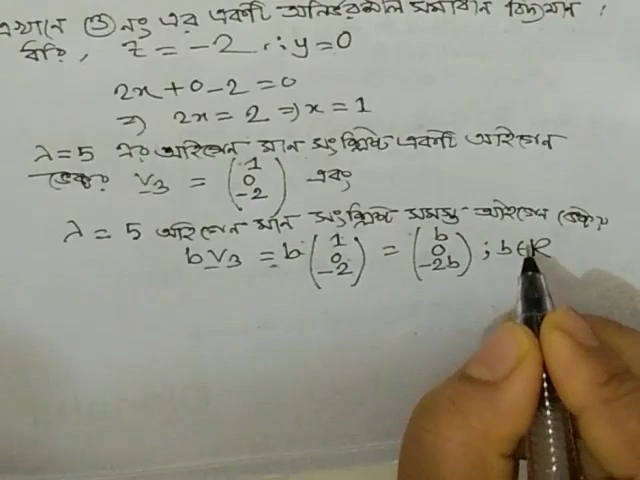 এখানে ③ নং এর একটি অনির্ভরশীল সমাধান বিদ্যমান।
ধরি, z = -2 ∴ y = 0
2x + 0 - 2 = 0
⇒ 2x = 2 ⇒ x = 1
λ = 5 এর আইগেন মান সংশ্লিষ্ট একটি আইগেন
ভেক্টর v₃ = (1 0 -2) এবং
λ = 5 আইগেন মান সংশ্লিষ্ট সমস্ত আইগেন ভেক্টর
bv₃ = b (1 0 -2) = (b 0 -2b) ; b ∈ R